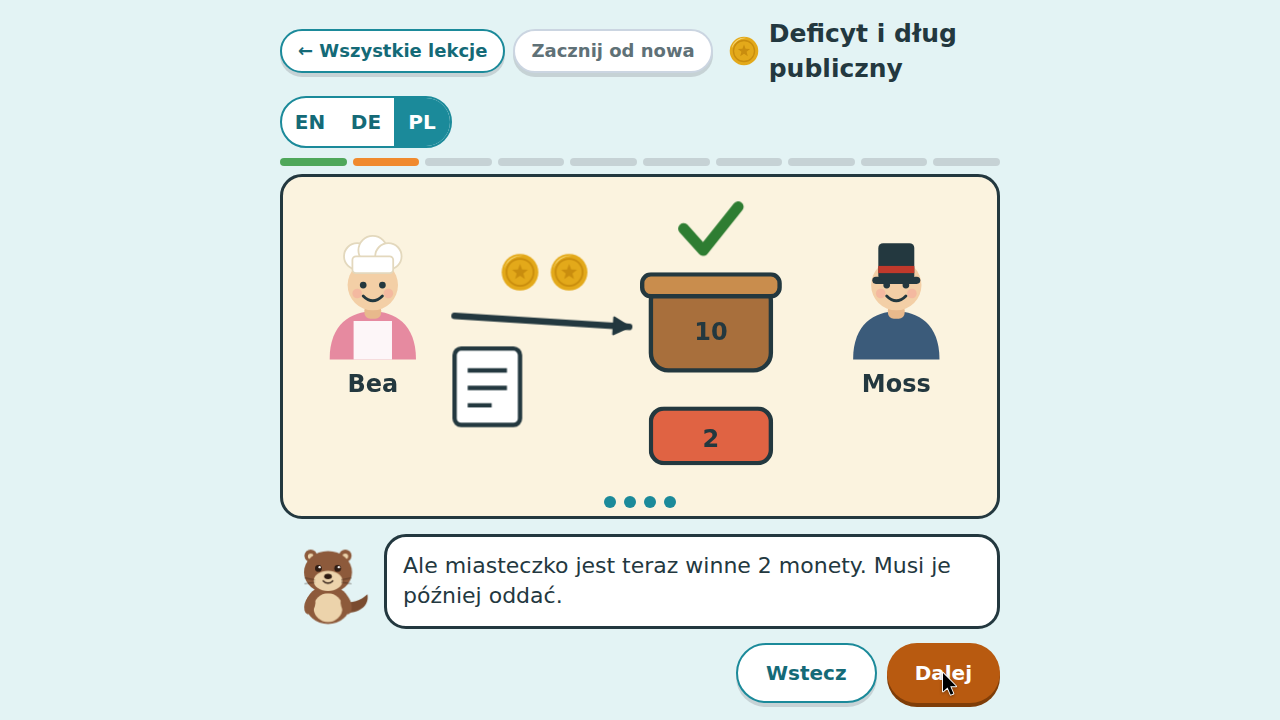 ← Wszystkie lekcje
Zacznij od nowa
Deficyt i dług
publiczny
EN DE PL
10
Bea
Moss
2
Ale miasteczko jest teraz winne 2 monety. Musi je
później oddać.
Wstecz
Dalej